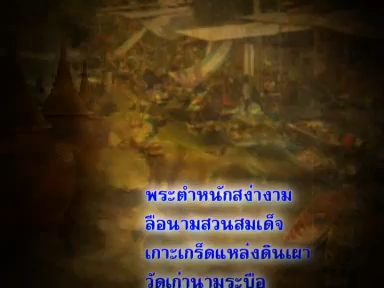 พระตำหนักสง่างาม
ลือนามสวนสมเด็จ
เกาะเกร็ดแหล่งดินเผา
วัดเก่านามระบือ